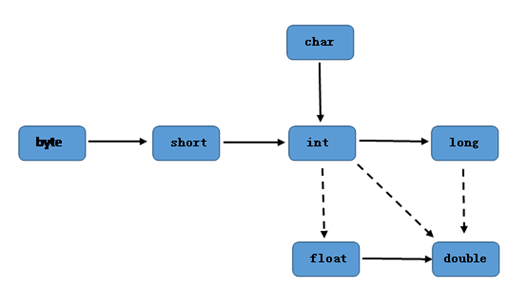 char
byte
short
int
long
float
double